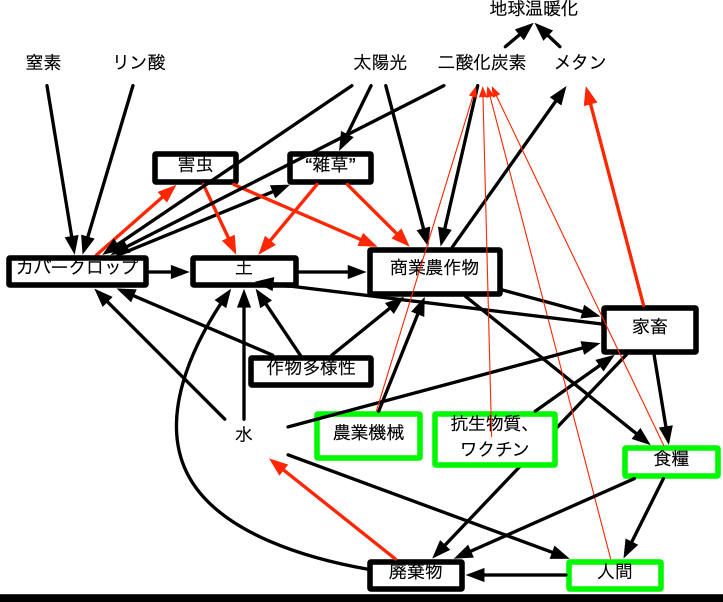 地球温暖化
窒素
リン酸
太陽光
二酸化炭素
メタン
害虫
“雑草”
カバークロップ
土
商業農作物
家畜
作物多様性
水
農業機械
抗生物質、
ワクチン
食糧
廃棄物
人間